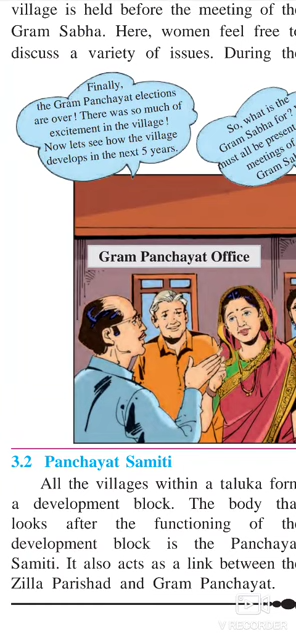 village is held before the meeting of the
Gram Sabha. Here, women feel free to
discuss a variety of issues. During the
Finally,
the Gram Panchayat elections
are over! There was so much of
excitement in the village!
Now lets see how the village
develops in the next 5 years.
So, what is the
Gram Sabha for?
must all be present
meetings of
Gram Sa
Gram Panchayat Office
3.2 Panchayat Samiti
All the villages within a taluka form
a development block. The body tha
looks after the functioning of the
development block is the Panchaya
Samiti. It also acts as a link between the
Zilla Parishad and Gram Panchayat.
V RECORDER